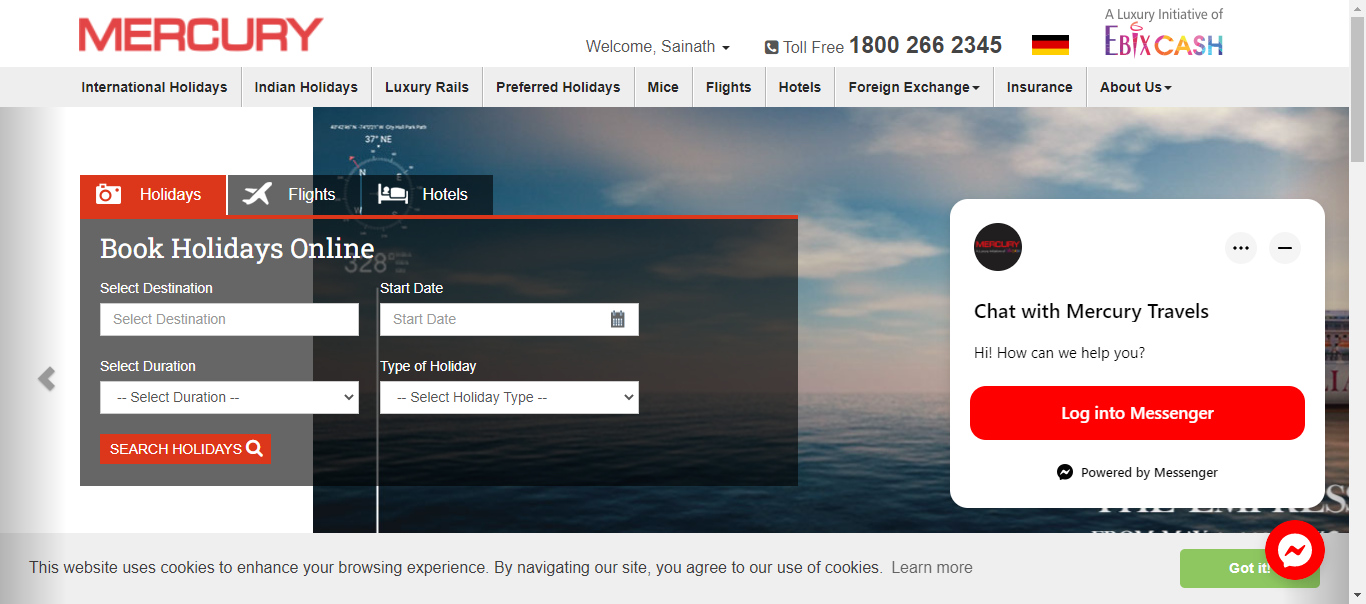 MERCURY
Welcome, Sainath
Toll Free 1800 266 2345
A Luxury Initiative of
EBIXCASH
International Holidays
Indian Holidays
Luxury Rails
Preferred Holidays
Mice
Flights
Hotels
Foreign Exchange
Insurance
About Us
37° NE
N
W
E
S
328°
Holidays
Flights
Hotels
Book Holidays Online
Select Destination
Start Date
Select Destination
Start Date
Select Duration
Type of Holiday
-- Select Duration --
-- Select Holiday Type --
SEARCH HOLIDAYS
MERCURY
Chat with Mercury Travels
Hi! How can we help you?
Log into Messenger
Powered by Messenger
THE EMPRESS
This website uses cookies to enhance your browsing experience. By navigating our site, you agree to our use of cookies. Learn more
Got it!